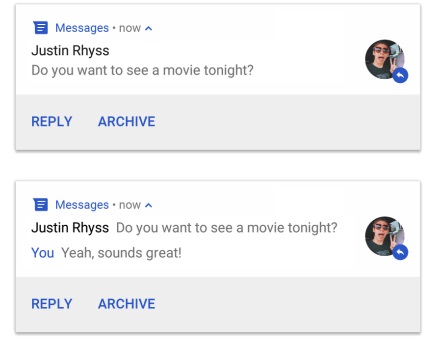 Messages • now
Justin Rhyss
Do you want to see a movie tonight?
REPLY ARCHIVE
Messages • now
Justin Rhyss Do you want to see a movie tonight?
You Yeah, sounds great!
REPLY ARCHIVE